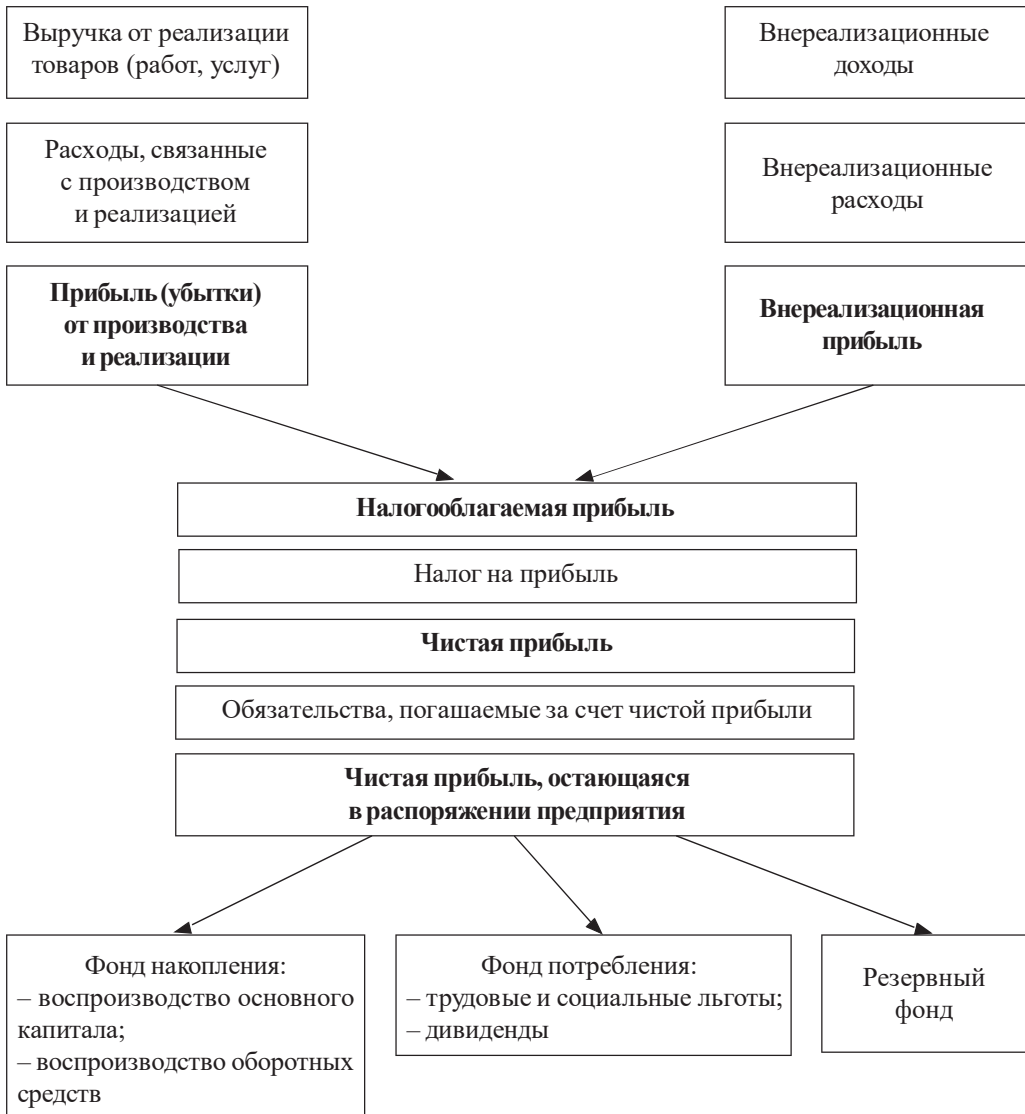 Выручка от реализации
товаров (работ, услуг)
Внереализационные
доходы
Расходы, связанные
с производством
и реализацией
Внереализационные
расходы
Прибыль (убытки)
от производства
и реализации
Внереализационная
прибыль
Налогооблагаемая прибыль
Налог на прибыль
Чистая прибыль
Обязательства, погашаемые за счет чистой прибыли
Чистая прибыль, остающаяся
в распоряжении предприятия
Фонд накопления:
– воспроизводство основного
капитала;
– воспроизводство оборотных
средств
Фонд потребления:
– трудовые и социальные льготы;
– дивиденды
Резервный
фонд